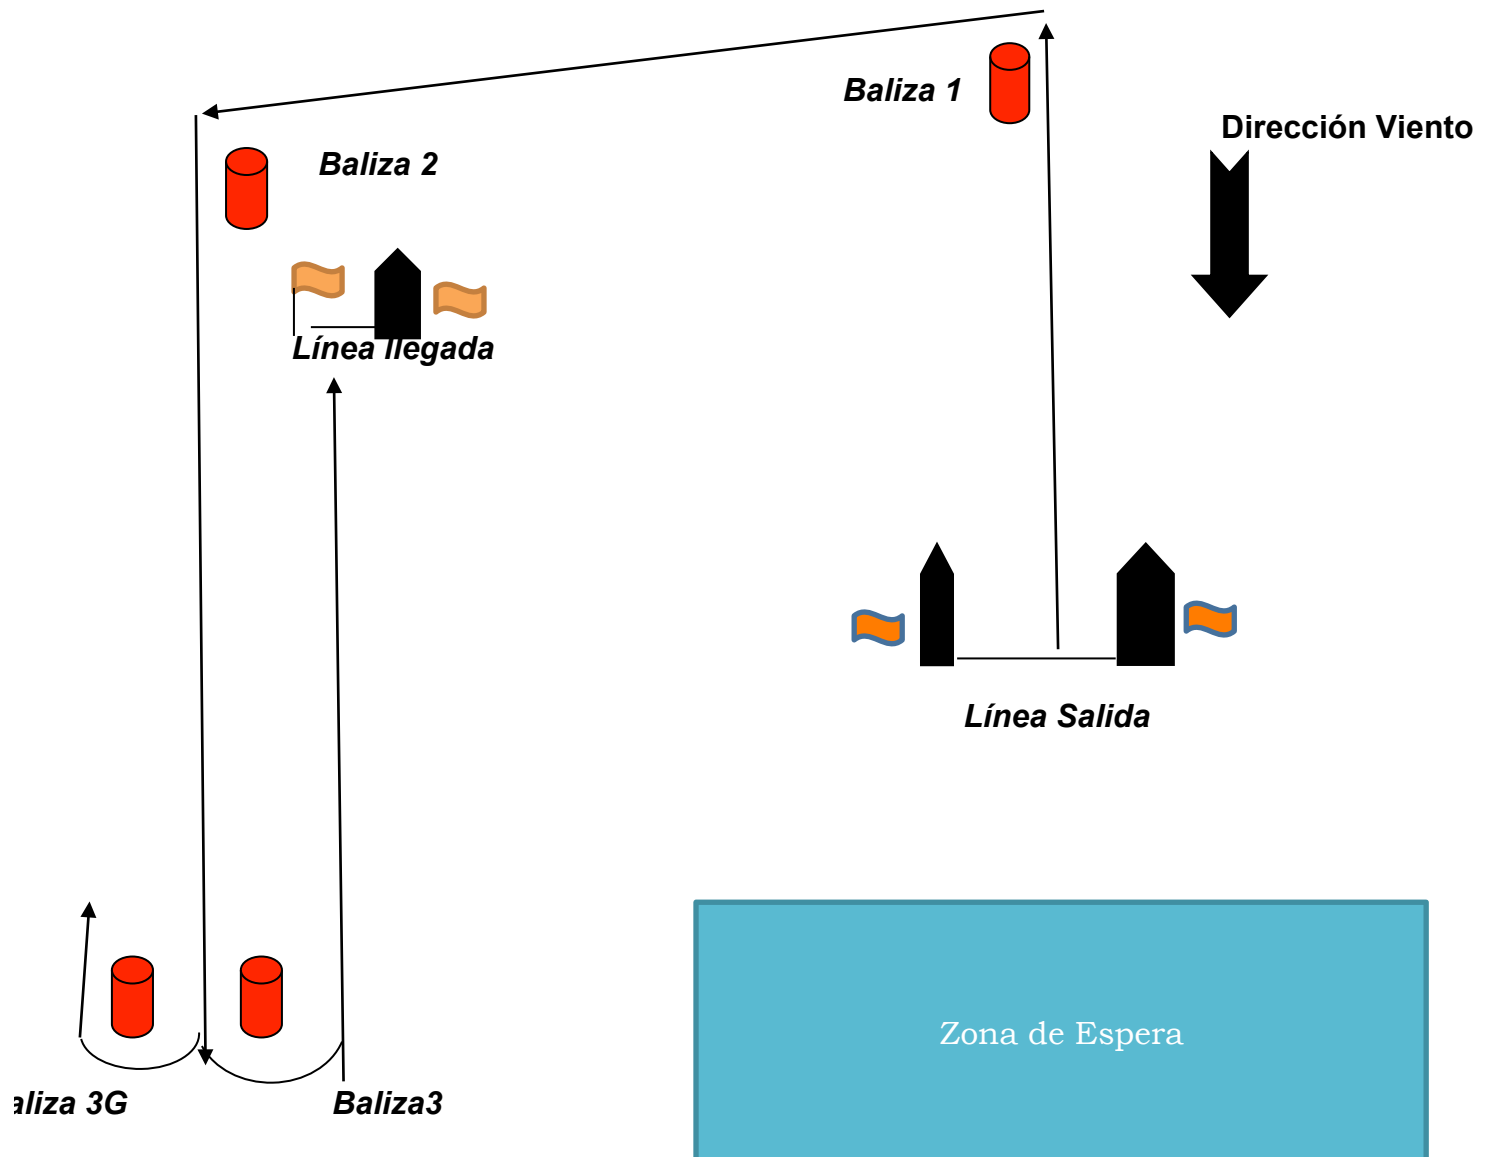 Baliza 1
Dirección Viento
Baliza 2
Línea llegada
Línea Salida
Zona de Espera
aliza 3G
Baliza3